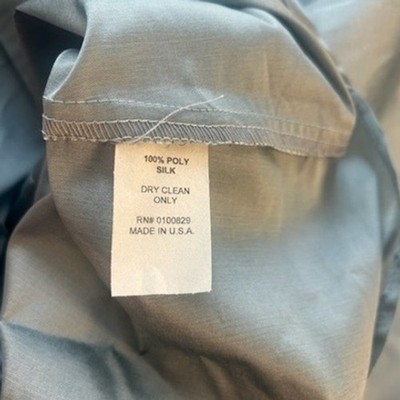 100% POLY
SILK
DRY CLEAN
ONLY
RN# 0100829
MADE IN U.S.A.